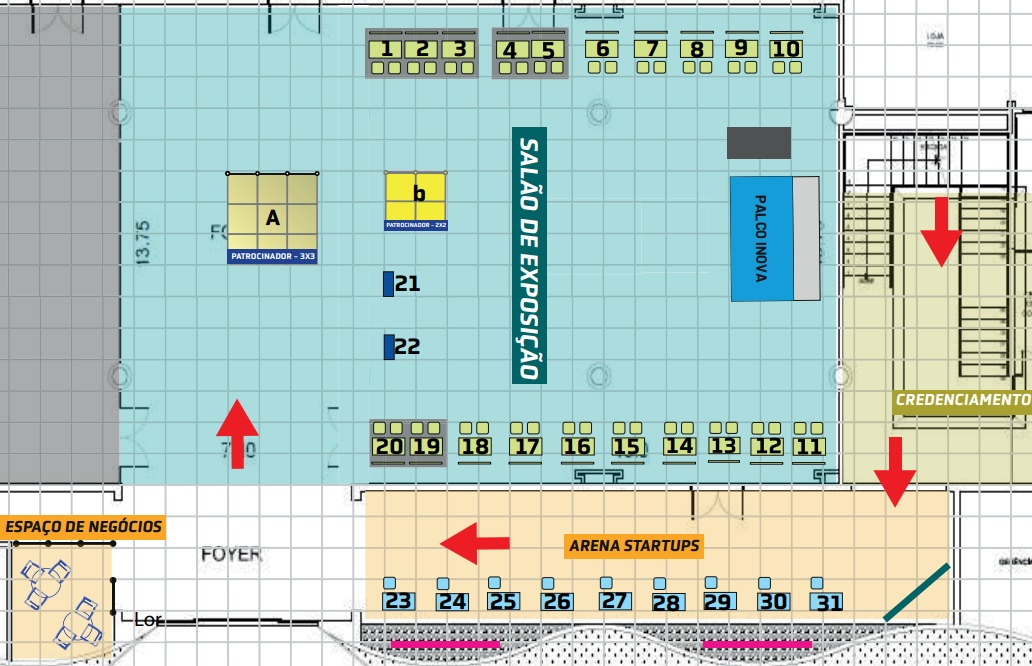 1 2 3 4 5 6 7 8 9 10
LOJA
SALÃO DE EXPOSIÇÃO
A
PATROCINADOR - 3X3
b
PATROCINADOR - 2X2
PALCO INOVA
13.75
21
22
CREDENCIAMENTO
20 19 18 17 16 15 14 13 12 11
ESPAÇO DE NEGÓCIOS
FOYER
ARENA STARTUPS
23 24 25 26 27 28 29 30 31
Lor